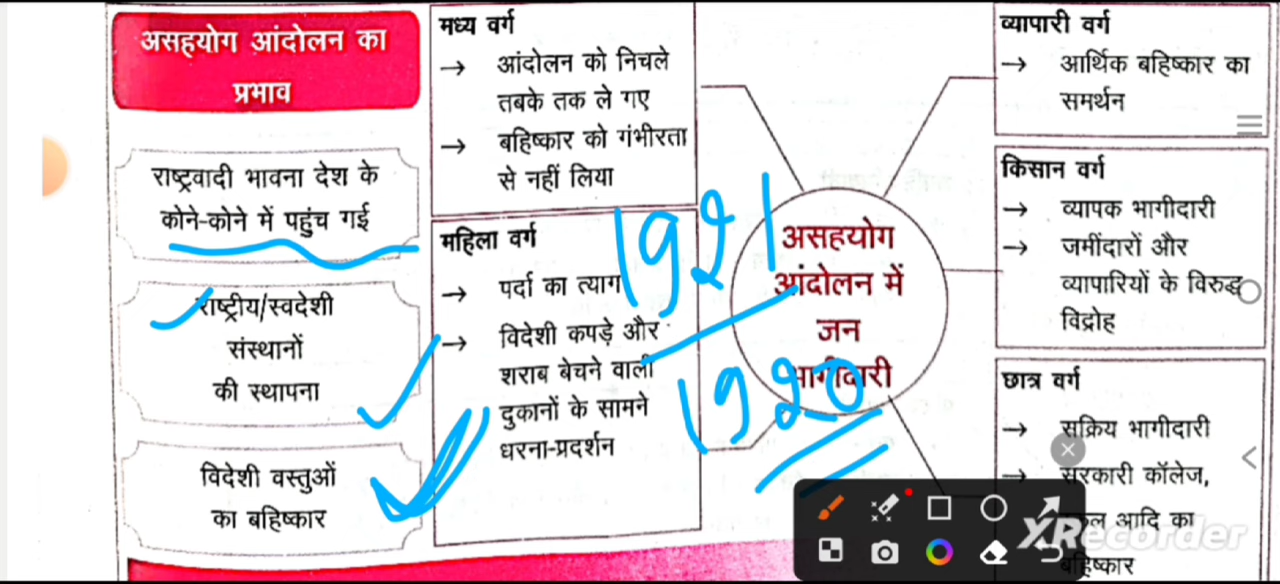 असहयोग आंदोलन का
प्रभाव
राष्ट्रवादी भावना देश के
कोने-कोने में पहुंच गई
राष्ट्रीय/स्वदेशी
संस्थानों
की स्थापना
विदेशी वस्तुओं
का बहिष्कार
मध्य वर्ग
→ आंदोलन को निचले
तबके तक ले गए
→ बहिष्कार को गंभीरता
से नहीं लिया
महिला वर्ग
→ पर्दा का त्याग
→ विदेशी कपड़े और
शराब बेचने वाली
दुकानों के सामने
धरना-प्रदर्शन
1921
असहयोग
आंदोलन में
जन
भागीदारी
1920
व्यापारी वर्ग
→ आर्थिक बहिष्कार का
समर्थन
किसान वर्ग
→ व्यापक भागीदारी
→ जमींदारों और
व्यापारियों के विरुद्ध
विद्रोह
छात्र वर्ग
→ सक्रिय भागीदारी
→ सरकारी कॉलेज,
आदि का
बहिष्कार
XRecorder